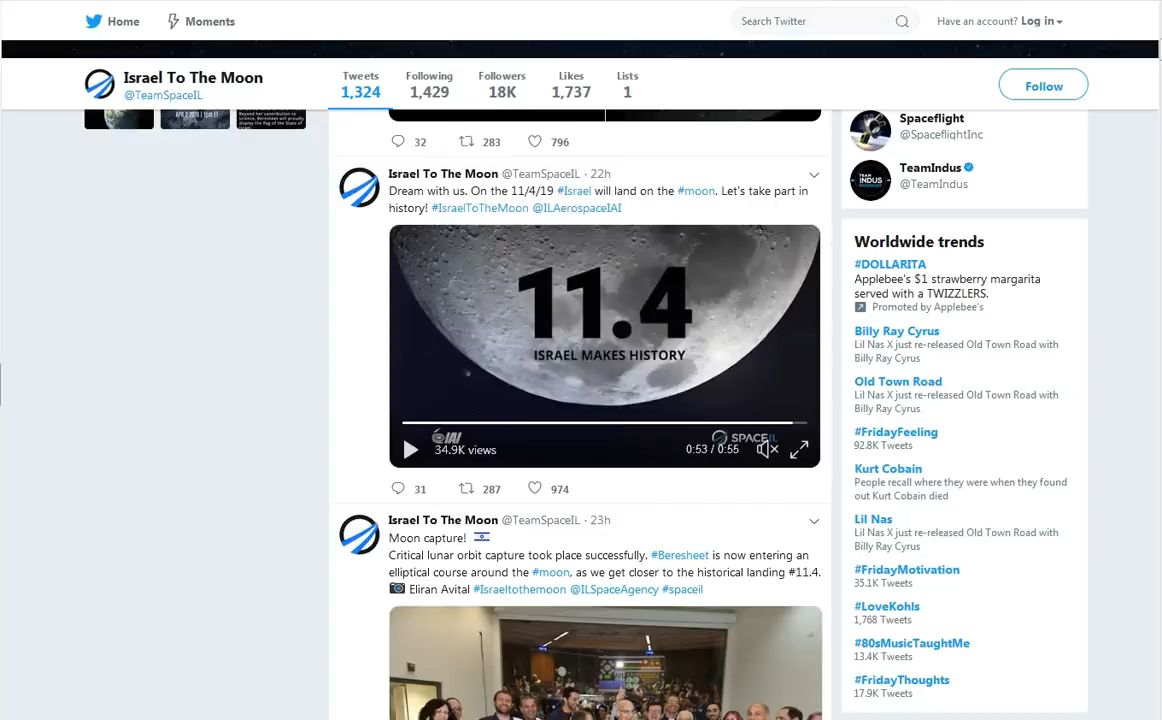 Home
Moments
Search Twitter
Have an account? Log in
Israel To The Moon
@TeamSpaceIL
Tweets
1,324
Following
1,429
Followers
18K
Likes
1,737
Lists
1
Follow
32
283
796
Israel To The Moon @TeamSpaceIL · 22h
Dream with us. On the 11/4/19 #Israel will land on the #moon. Let's take part in
history! #IsraelToTheMoon @ILAerospaceIAI
11.4
ISRAEL MAKES HISTORY
IAI
SPACEIL
34.9K views
0:53 / 0:55
31
287
974
Israel To The Moon @TeamSpaceIL · 23h
Moon capture!
Critical lunar orbit capture took place successfully. #Beresheet is now entering an
elliptical course around the #moon, as we get closer to the historical landing #11.4.
Eliran Avital #Israeltothemoon @ILSpaceAgency #spaceil
Spaceflight
@SpaceflightInc
TeamIndus
@TeamIndus
TEAM
INDUS
Worldwide trends
#DOLLARITA
Applebee's $1 strawberry margarita
served with a TWIZZLERS.
Promoted by Applebee's
Billy Ray Cyrus
Lil Nas X just re-released Old Town Road with
Billy Ray Cyrus
Old Town Road
Lil Nas X just re-released Old Town Road with
Billy Ray Cyrus
#FridayFeeling
92.8K Tweets
Kurt Cobain
People recall where they were when they found
out Kurt Cobain died
Lil Nas
Lil Nas X just re-released Old Town Road with
Billy Ray Cyrus
#FridayMotivation
35.1K Tweets
#LoveKohls
1,768 Tweets
#80sMusicTaughtMe
13.4K Tweets
#FridayThoughts
17.9K Tweets